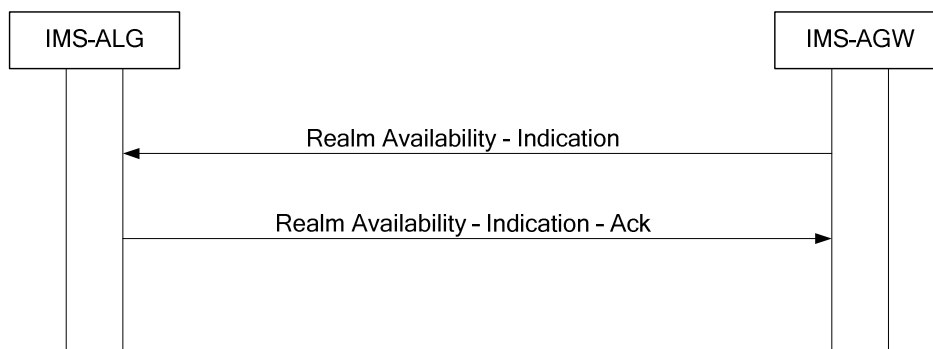 IMS-ALG
IMS-AGW
Realm Availability - Indication
Realm Availability - Indication - Ack